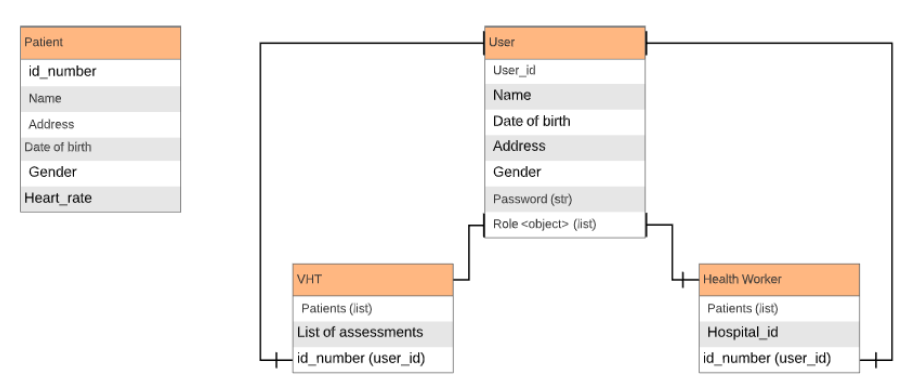 Patient
id_number
Name
Address
Date of birth
Gender
Heart_rate
User
User_id
Name
Date of birth
Address
Gender
Password (str)
Role <object> (list)
VHT
Patients (list)
List of assessments
id_number (user_id)
Health Worker
Patients (list)
Hospital_id
id_number (user_id)